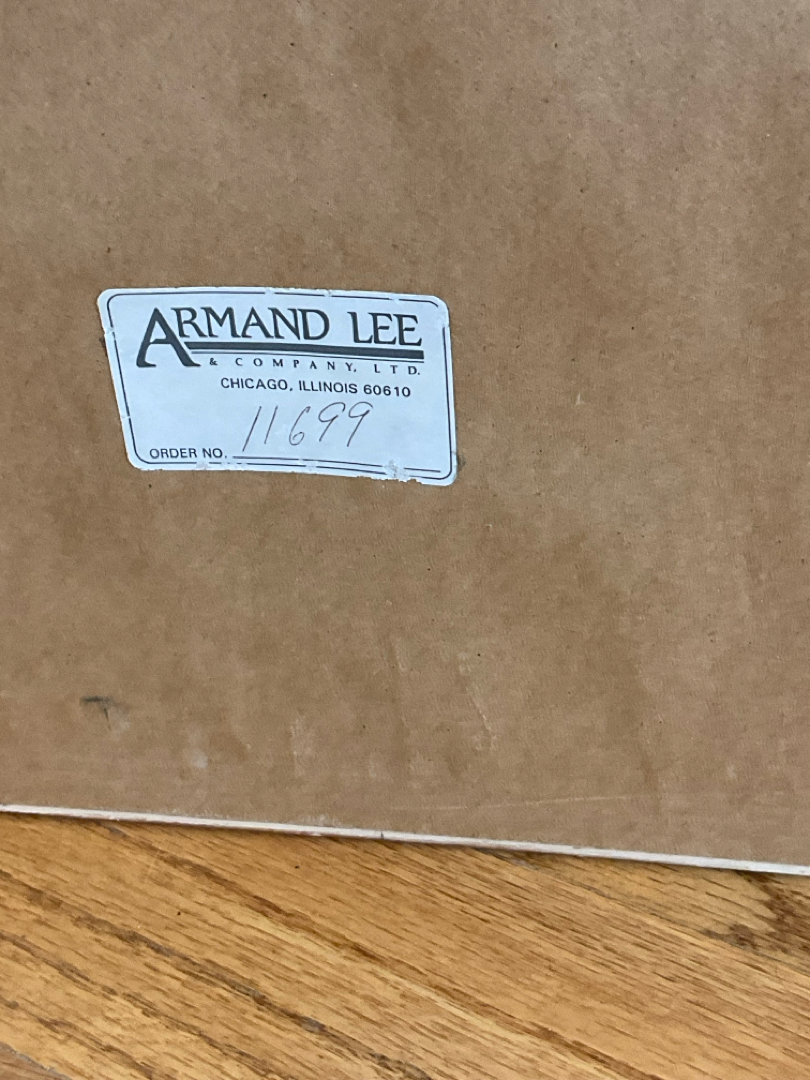 ARMAND LEE
& COMPANY, LTD.
CHICAGO, ILLINOIS 60610
ORDER NO. 11699